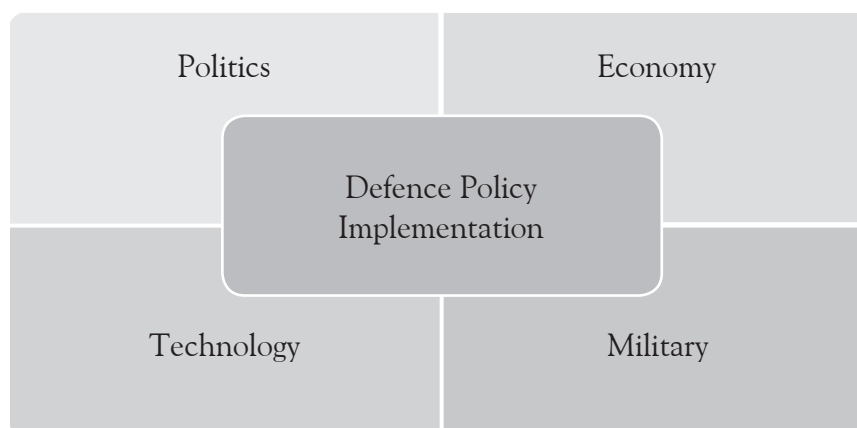 Politics
Economy
Defence Policy
Implementation
Technology
Military